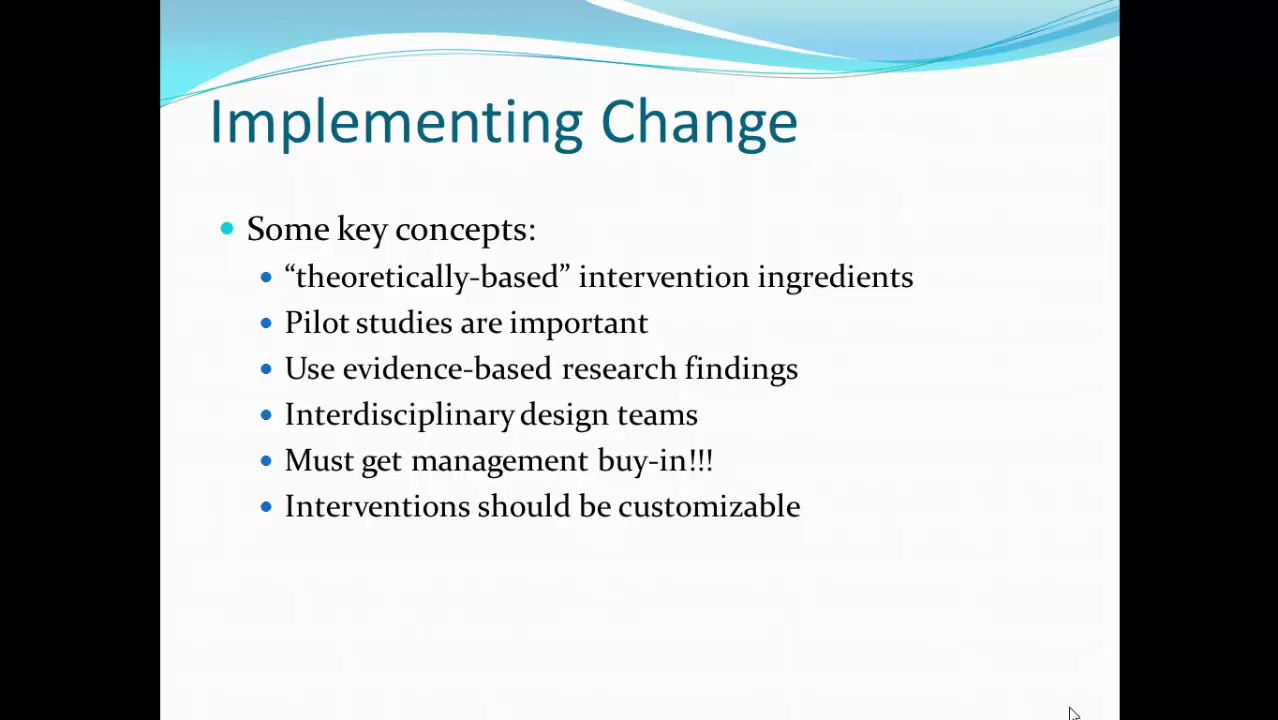 Implementing Change
Some key concepts:
“theoretically-based” intervention ingredients
Pilot studies are important
Use evidence-based research findings
Interdisciplinary design teams
Must get management buy-in!!!
Interventions should be customizable